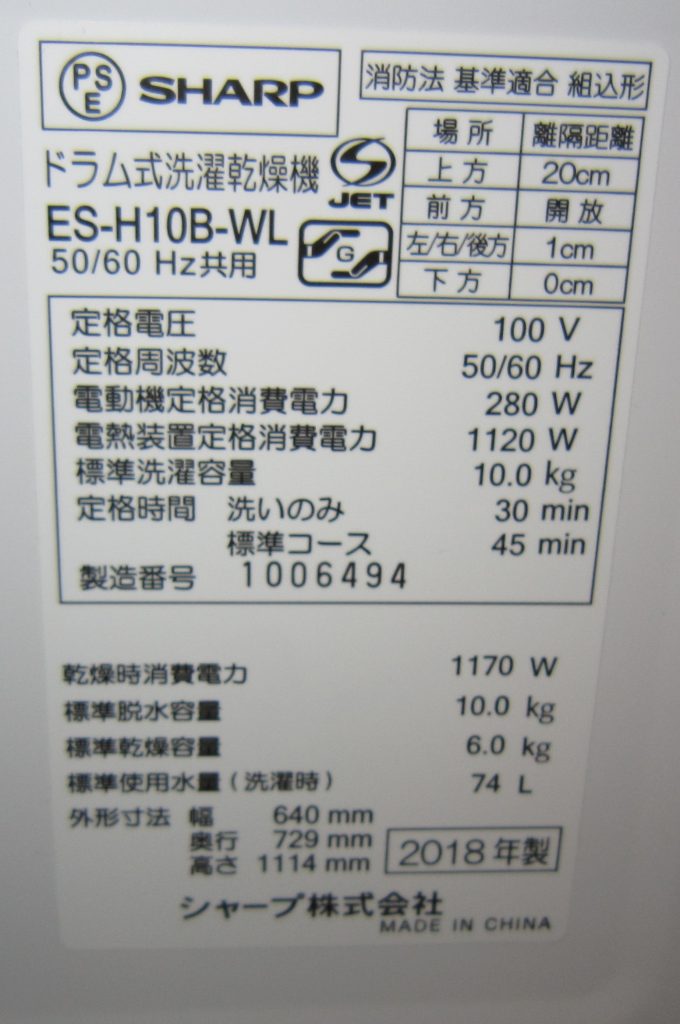 PSE SHARP
消防法 基準適合 組込形
ドラム式洗濯乾燥機
S JET
ES-H10B-WL
G
50/60 Hz共用
場所 離隔距離
上方 20cm
前方 開放
左/右/後方 1cm
下方 0cm
定格電圧 100 V
定格周波数 50/60 Hz
電動機定格消費電力 280 W
電熱装置定格消費電力 1120 W
標準洗濯容量 10.0 kg
定格時間 洗いのみ 30 min
標準コース 45 min
製造番号 1006494
乾燥時消費電力 1170 W
標準脱水容量 10.0 kg
標準乾燥容量 6.0 kg
標準使用水量(洗濯時) 74 L
外形寸法 幅 640 mm
奥行 729 mm
高さ 1114 mm
2018年製
シャープ株式会社
MADE IN CHINA